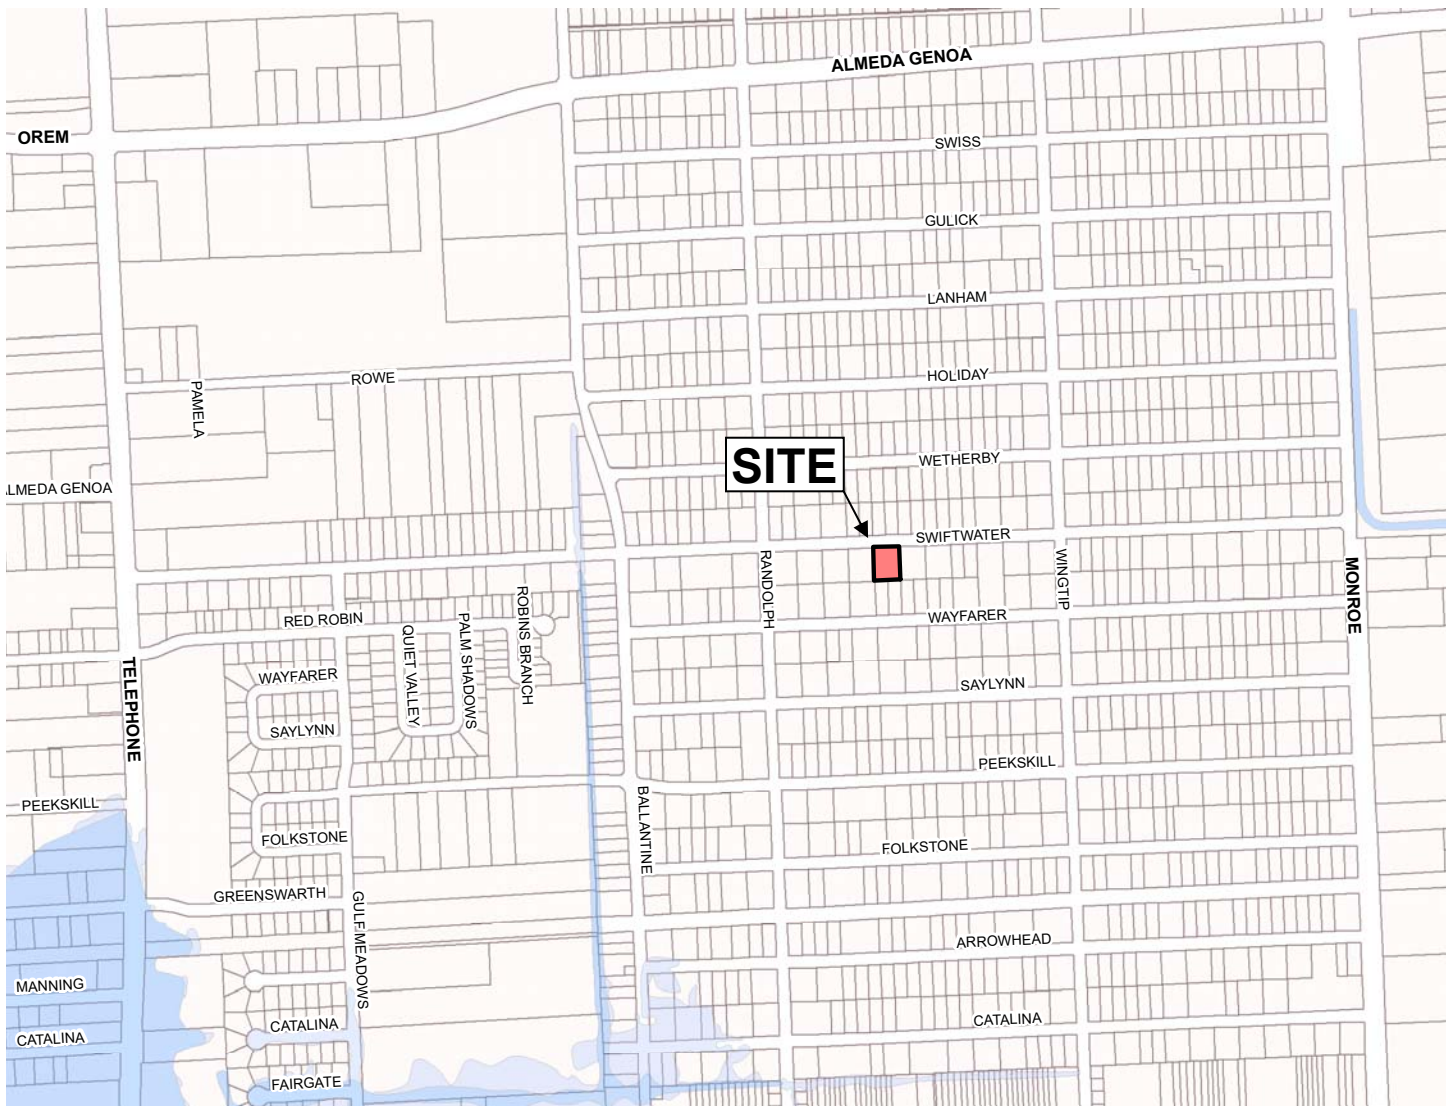 ALMEDA GENOA
OREM
SWISS
GULICK
LANHAM
HOLIDAY
ROWE
PAMELA
WETHERBY
SITE
LMEDA GENOA
SWIFTWATER
RANDOLPH
WINGTIP
MONROE
WAYFARER
RED ROBIN
ROBINS BRANCH
PALM SHADOWS
QUIET VALLEY
WAYFARER
TELEPHONE
SAYLYNN
SAYLYNN
PEEKSKILL
PEEKSKILL
BALLANTINE
FOLKSTONE
FOLKSTONE
GREENSWARTH
GULF MEADOWS
ARROWHEAD
MANNING
CATALINA
CATALINA
CATALINA
FAIRGATE